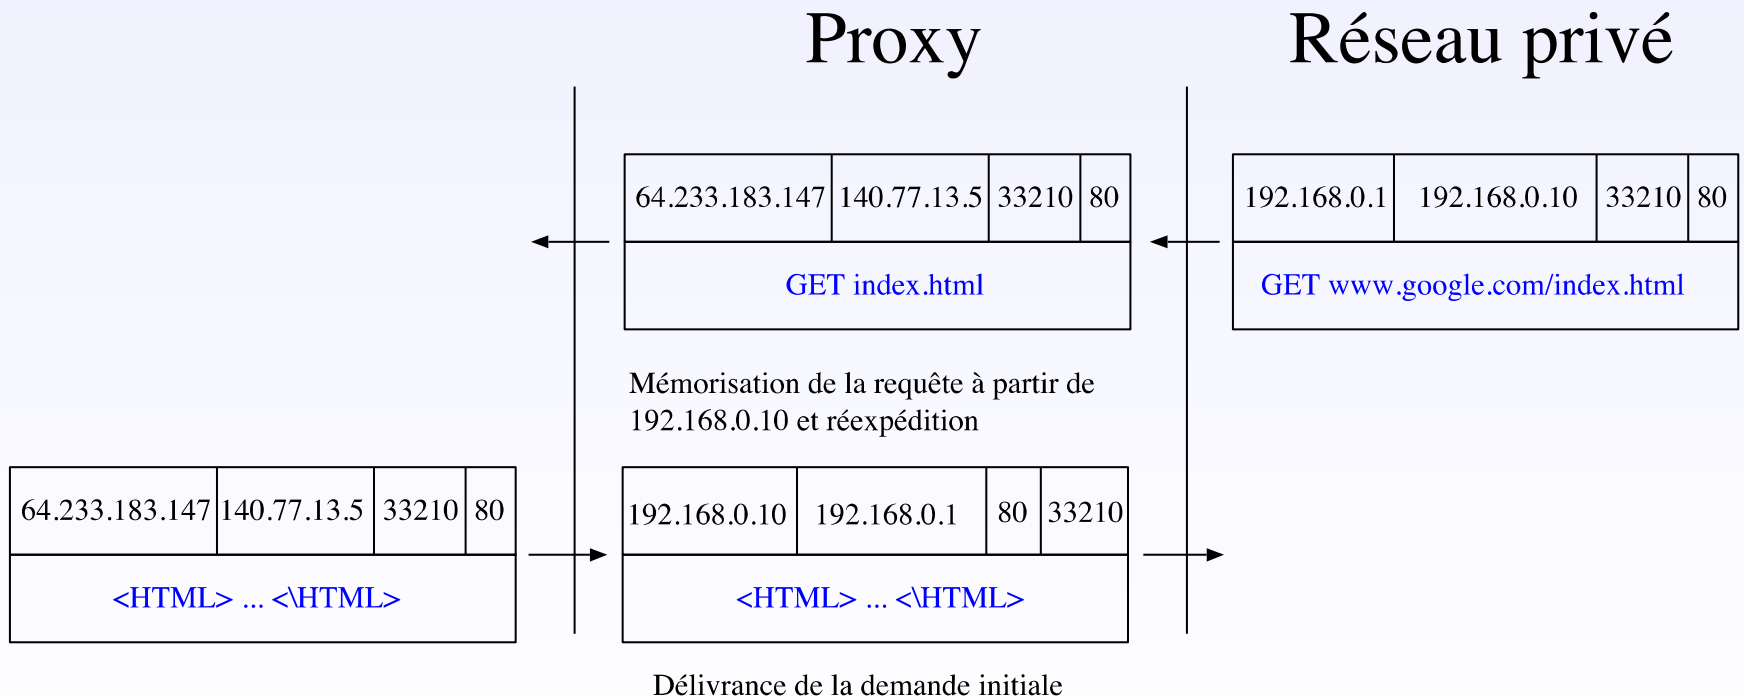 Proxy
Réseau privé
64.233.183.147 140.77.13.5 33210 80
GET index.html
192.168.0.1 192.168.0.10 33210 80
GET www.google.com/index.html
Mémorisation de la requête à partir de
192.168.0.10 et réexpédition
64.233.183.147 140.77.13.5 33210 80
<HTML> ... <\HTML>
192.168.0.10 192.168.0.1 80 33210
<HTML> ... <\HTML>
Délivrance de la demande initiale